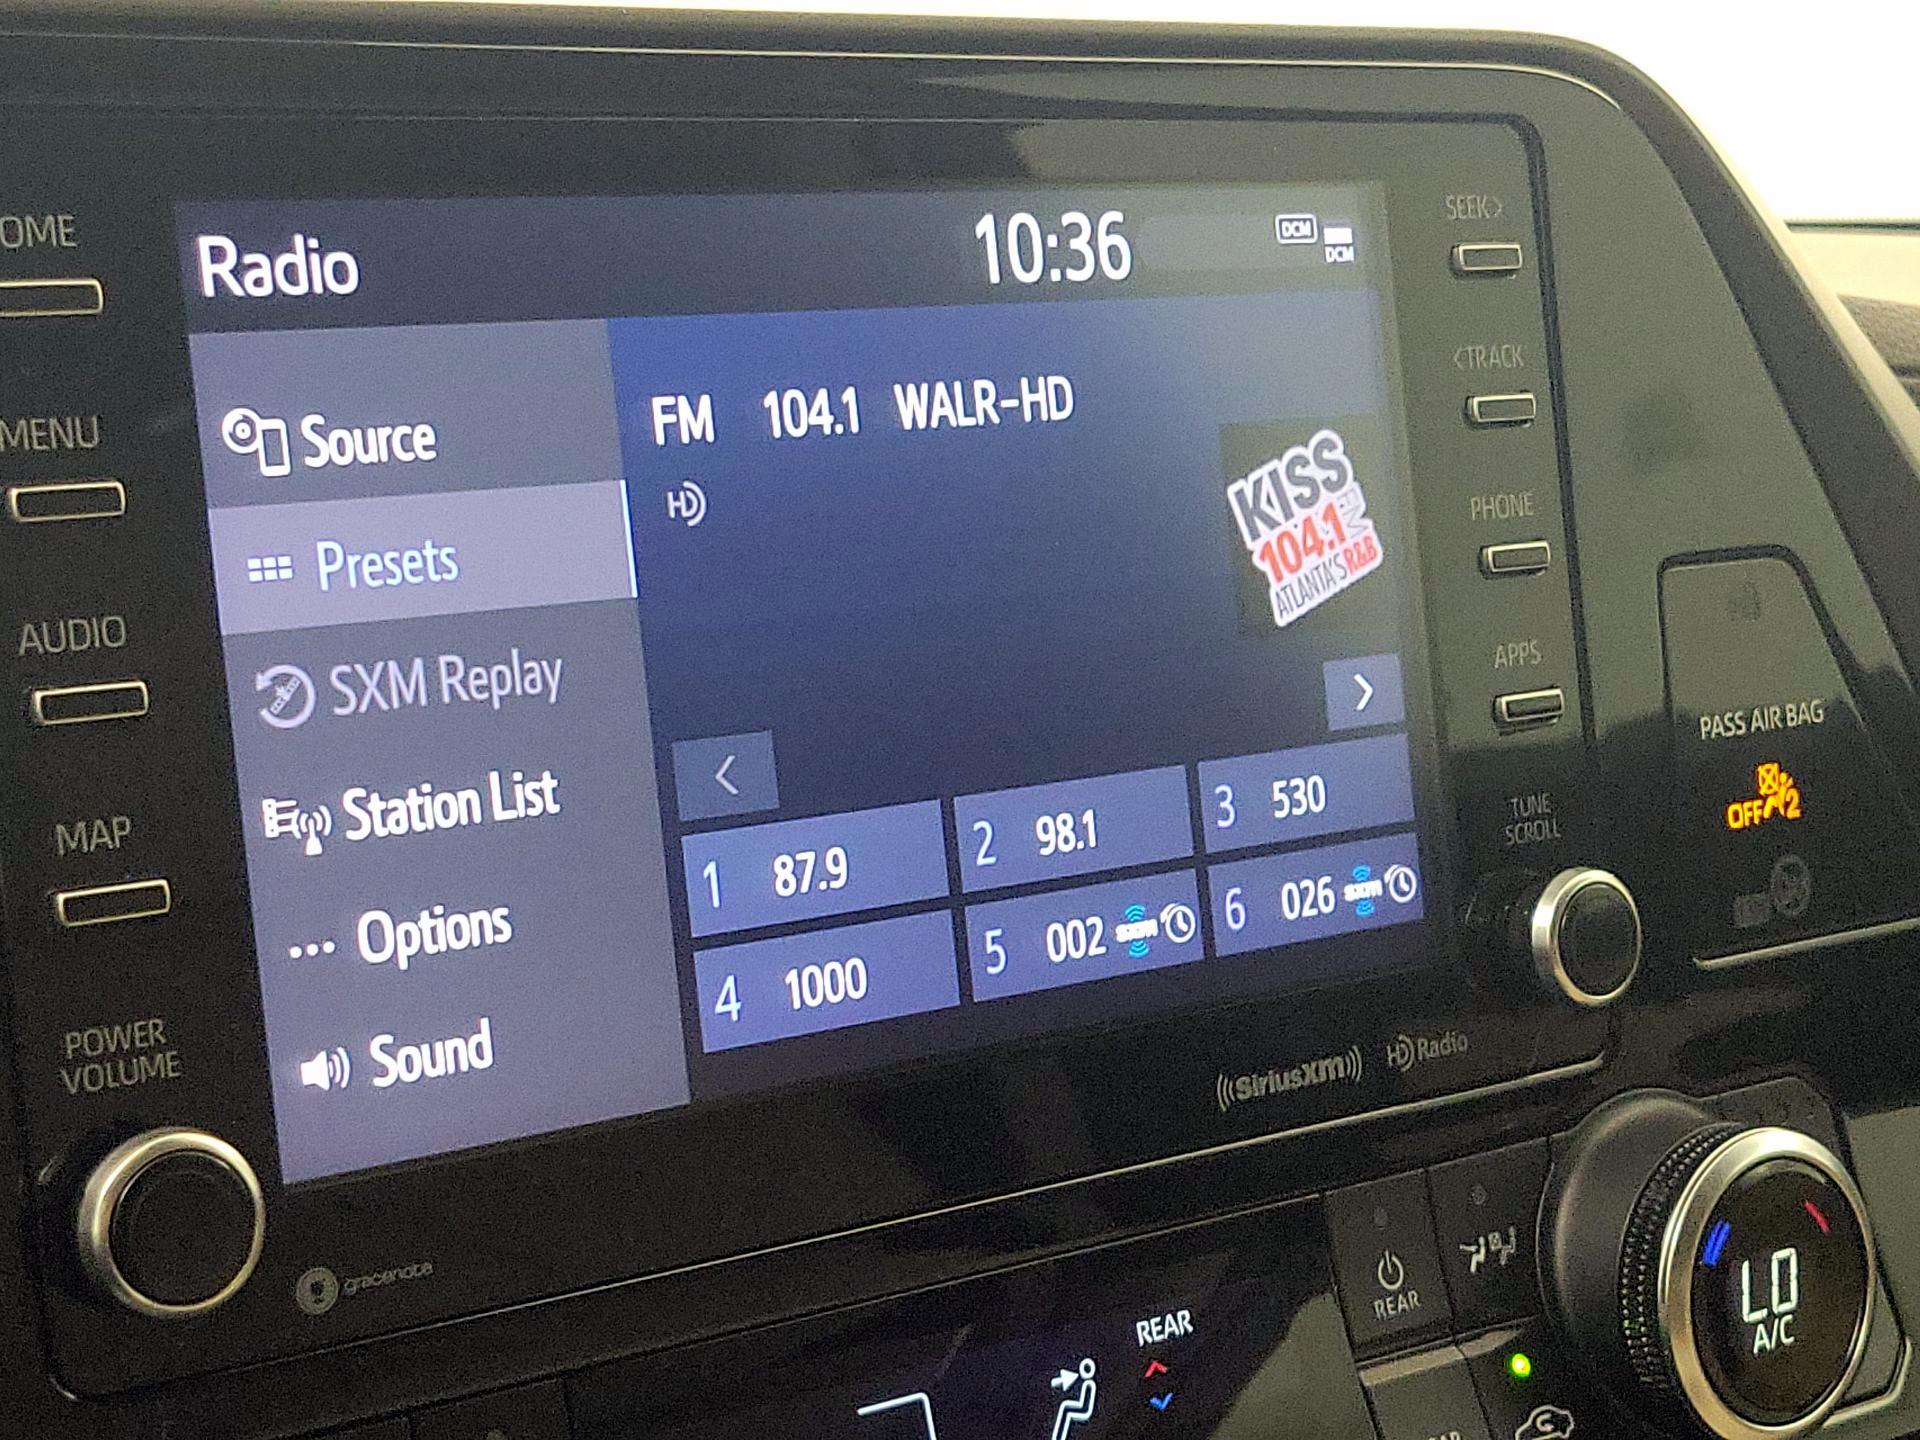 Radio
10:36
DCM
DCM
SEEK>
OME
MENU
AUDIO
MAP
POWER
VOLUME
Source
Presets
SXM Replay
Station List
... Options
Sound
FM 104.1 WALR-HD
HD
KISS
104.1 FM
ATLANTA'S R&B
<
>
1 87.9
2 98.1
3 530
4 1000
5 002 SXM
6 026 SXM
<TRACK
PHONE
APPS
TUNE
SCROLL
PASS AIR BAG
OFF 2
SiriusXM
HD Radio
gracenote
REAR
REAR
LO
A/C